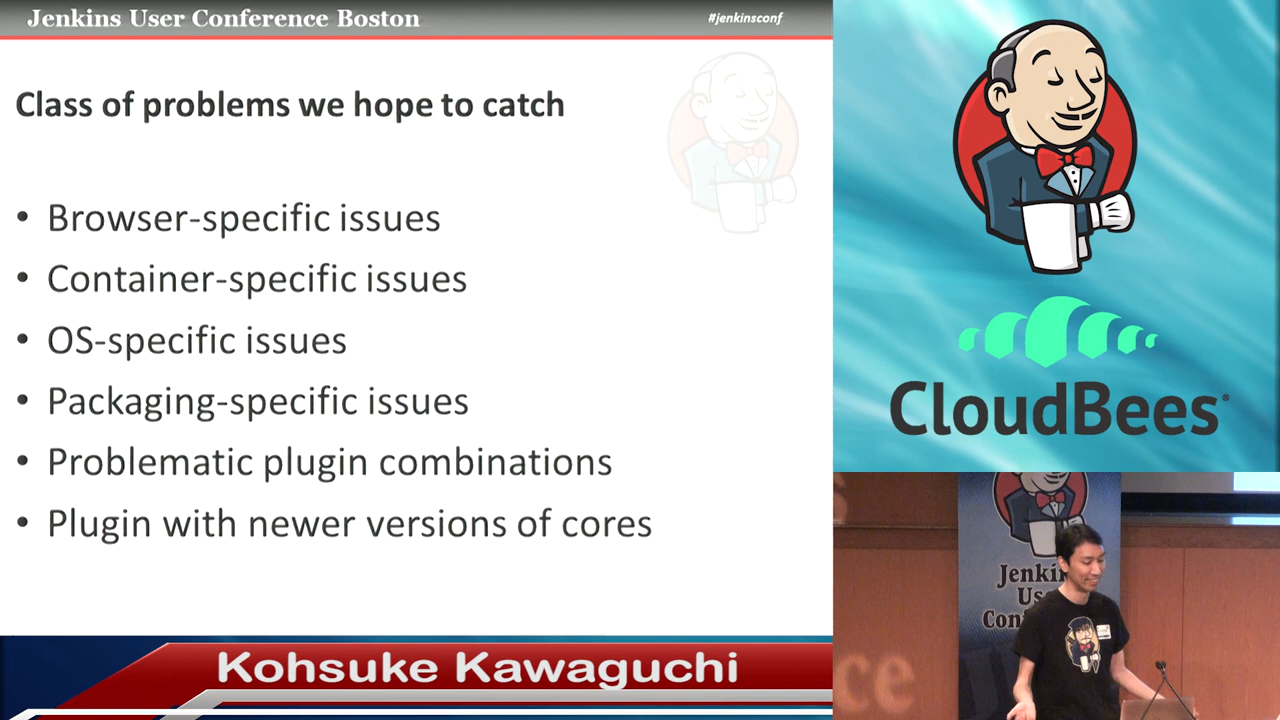 Jenkins User Conference Boston
#jenkinsconf
Class of problems we hope to catch
• Browser-specific issues
• Container-specific issues
• OS-specific issues
• Packaging-specific issues
• Problematic plugin combinations
• Plugin with newer versions of cores
Kohsuke Kawaguchi
CloudBees®